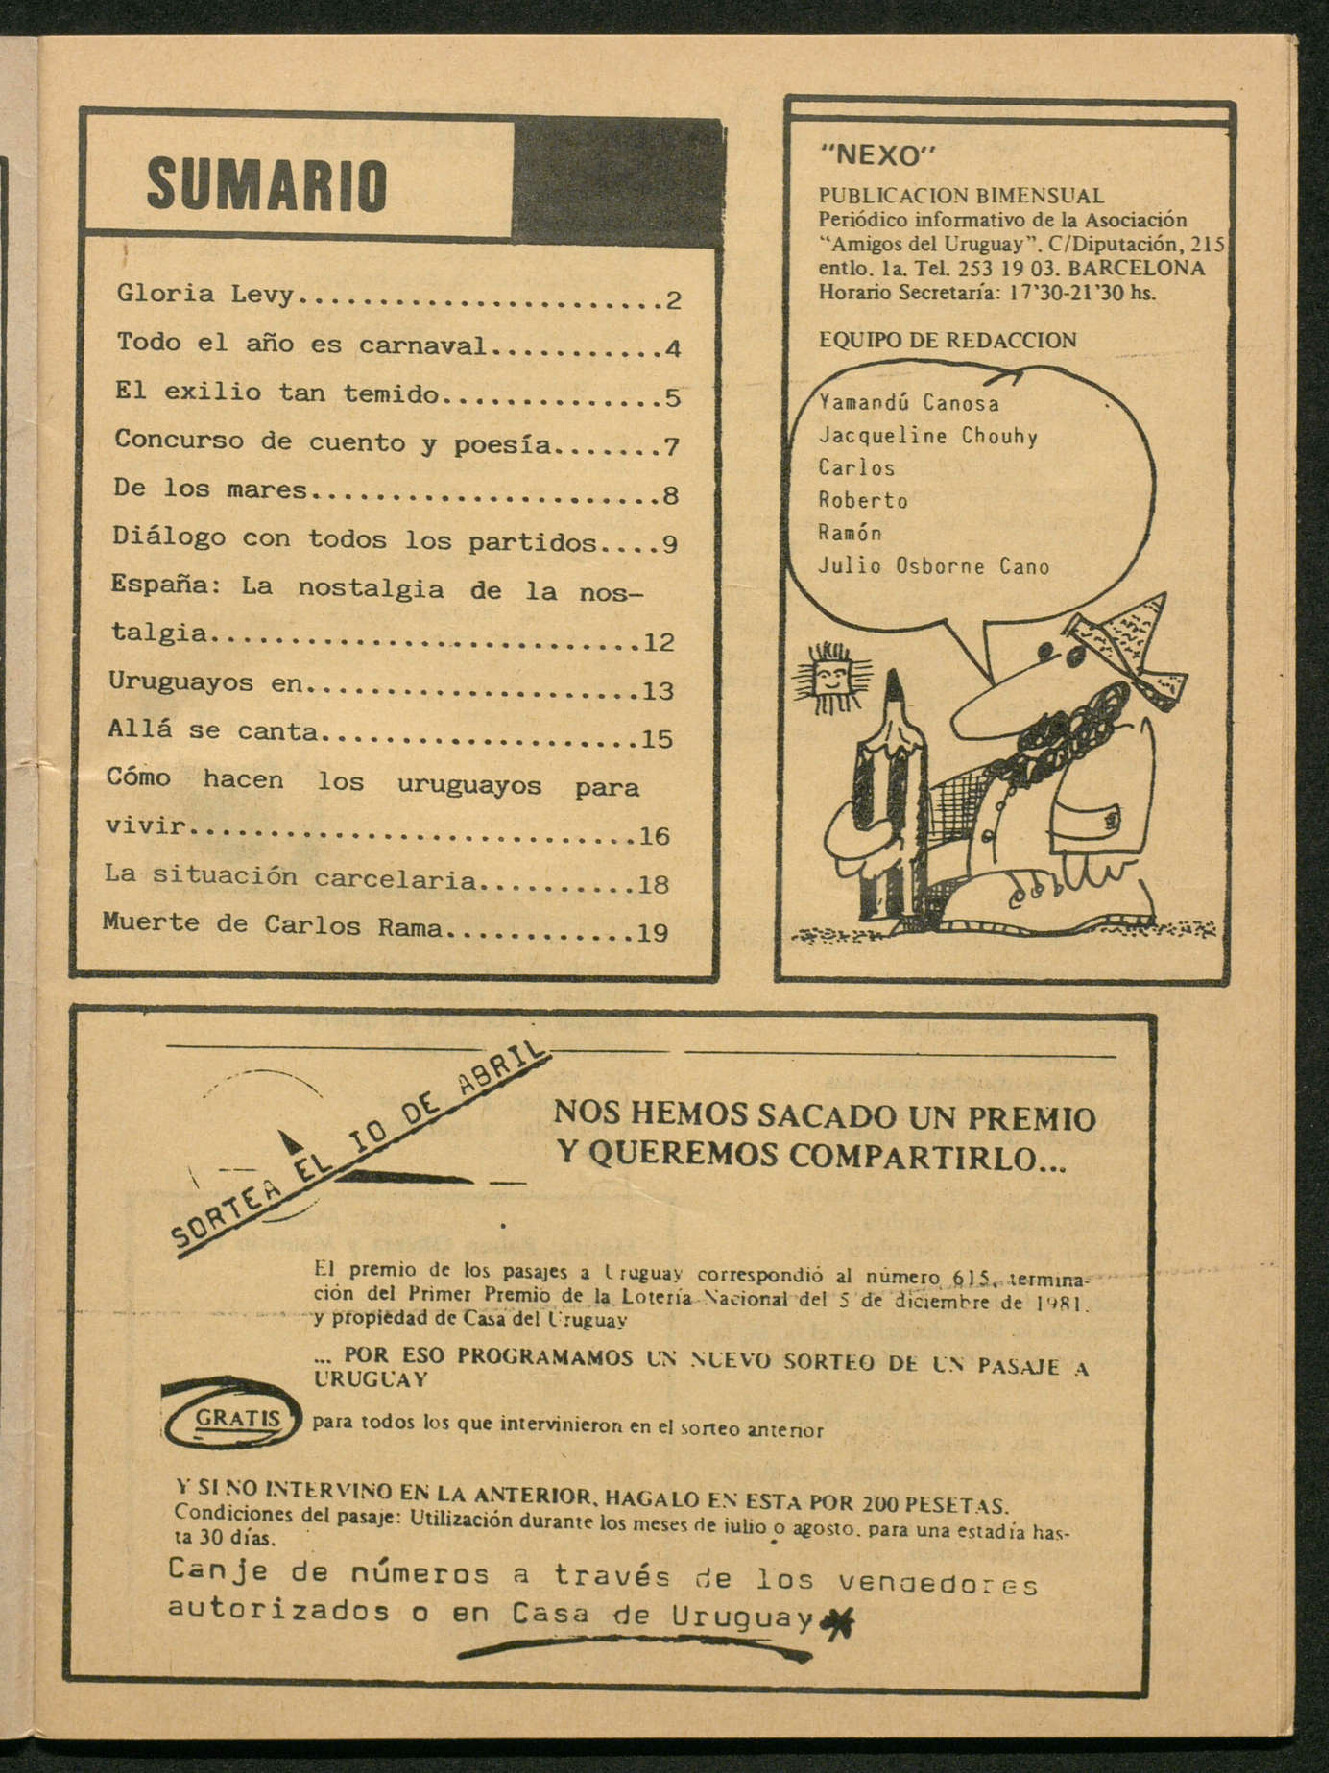 SUMARIO
Gloria Levy.......................2
Todo el año es carnaval...........4
El exilio tan temido..............5
Concurso de cuento y poesía.......7
De los mares......................8
Diálogo con todos los partidos....9
España: La nostalgia de la nos-
talgia...........................12
Uruguayos en.....................13
Allá se canta....................15
Cómo hacen los uruguayos para
vivir............................16
La situación carcelaria..........18
Muerte de Carlos Rama............19
"NEXO"
PUBLICACION BIMENSUAL
Periódico informativo de la Asociación
"Amigos del Uruguay". C/Diputación, 215
entlo. 1a. Tel. 253 19 03. BARCELONA
Horario Secretaría: 17'30-21'30 hs.
EQUIPO DE REDACCION
Yamandú Canosa
Jacqueline Chouhy
Carlos
Roberto
Ramón
Julio Osborne Cano
SORTEA EL 10 DE ABRIL
NOS HEMOS SACADO UN PREMIO
Y QUEREMOS COMPARTIRLO...
El premio de los pasajes a Uruguay correspondió al número 615, termina-
ción del Primer Premio de la Lotería Nacional del 5 de diciembre de 1981.
y propiedad de Casa del Uruguay
... POR ESO PROGRAMAMOS UN NUEVO SORTEO DE UN PASAJE A
URUGUAY
GRATIS para todos los que intervinieron en el sorteo anterior
Y SI NO INTERVINO EN LA ANTERIOR, HAGALO EN ESTA POR 200 PESETAS.
Condiciones del pasaje: Utilización durante los meses de julio o agosto. para una estadía has-
ta 30 días.
Canje de números a través de los vendedores
autorizados o en Casa de Uruguay*